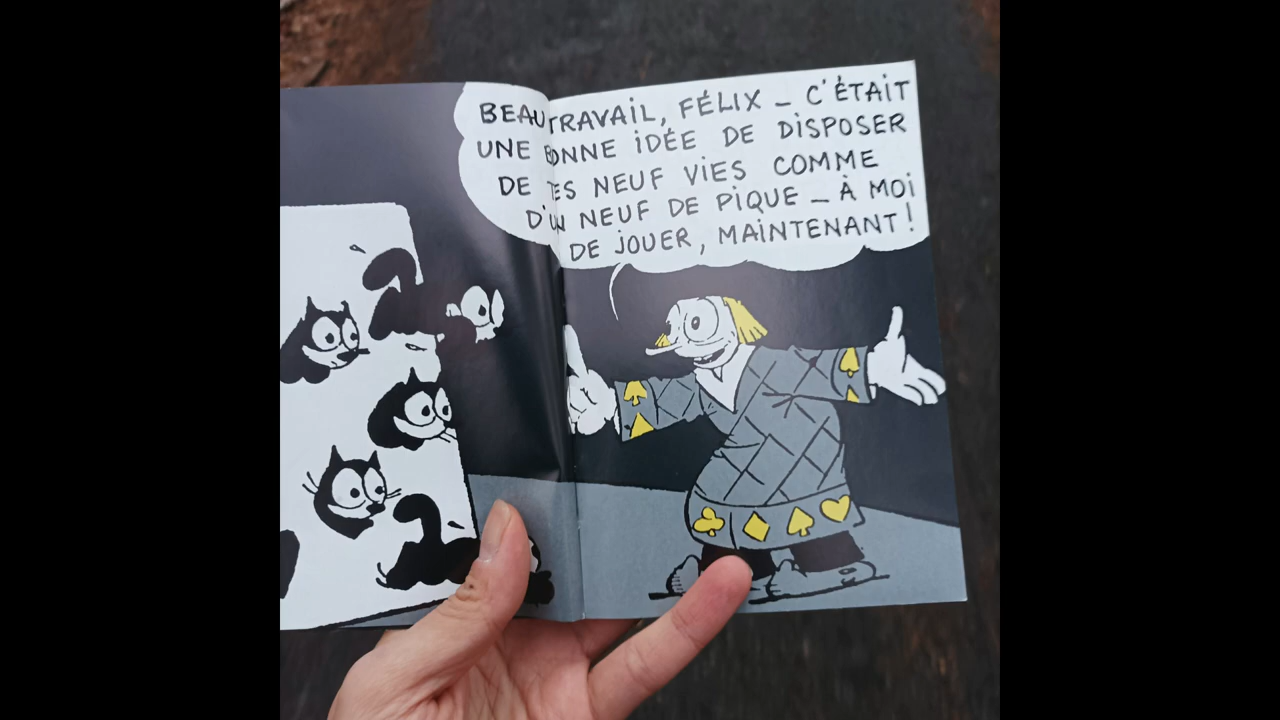 BEAU TRAVAIL, FÉLIX – C'ÉTAIT
UNE BONNE IDÉE DE DISPOSER
DE TES NEUF VIES COMME
D'UN NEUF DE PIQUE – À MOI
DE JOUER, MAINTENANT!